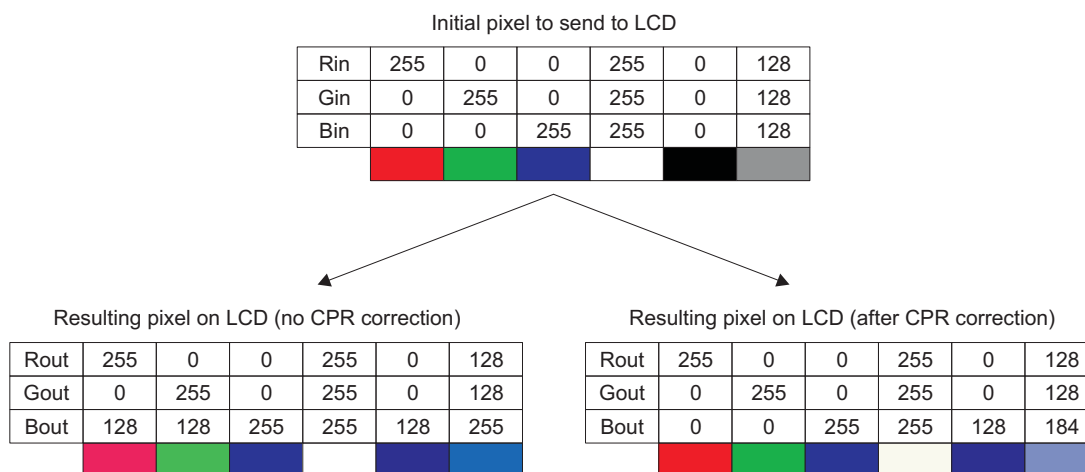 Initial pixel to send to LCD
Rin 255 0 0 255 0 128
Gin 0 255 0 255 0 128
Bin 0 0 255 255 0 128
Resulting pixel on LCD (no CPR correction)
Rout 255 0 0 255 0 128
Gout 0 255 0 255 0 128
Bout 128 128 255 255 128 255
Resulting pixel on LCD (after CPR correction)
Rout 255 0 0 255 0 128
Gout 0 255 0 255 0 128
Bout 0 0 255 255 128 184